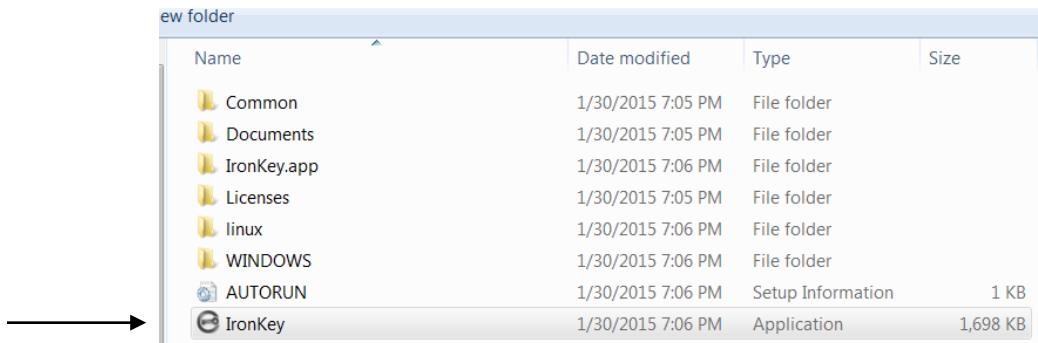 ew folder
Name Date modified Type Size
Common 1/30/2015 7:05 PM File folder
Documents 1/30/2015 7:05 PM File folder
IronKey.app 1/30/2015 7:06 PM File folder
Licenses 1/30/2015 7:05 PM File folder
linux 1/30/2015 7:06 PM File folder
WINDOWS 1/30/2015 7:06 PM File folder
AUTORUN 1/30/2015 7:06 PM Setup Information 1 KB
IronKey 1/30/2015 7:06 PM Application 1,698 KB